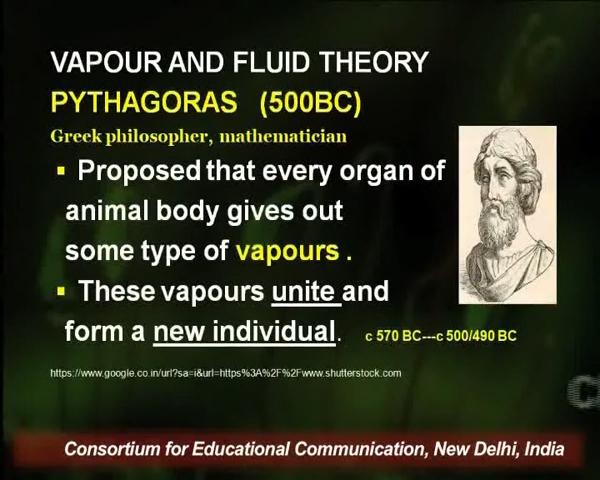 VAPOUR AND FLUID THEORY
PYTHAGORAS (500BC)
Greek philosopher, mathematician
▪ Proposed that every organ of
animal body gives out
some type of vapours .
▪ These vapours unite and
form a new individual. c 570 BC---c 500/490 BC
https://www.google.co.in/url?sa=i&url=https%3A%2F%2Fwww.shutterstock.com
C
Consortium for Educational Communication, New Delhi, India